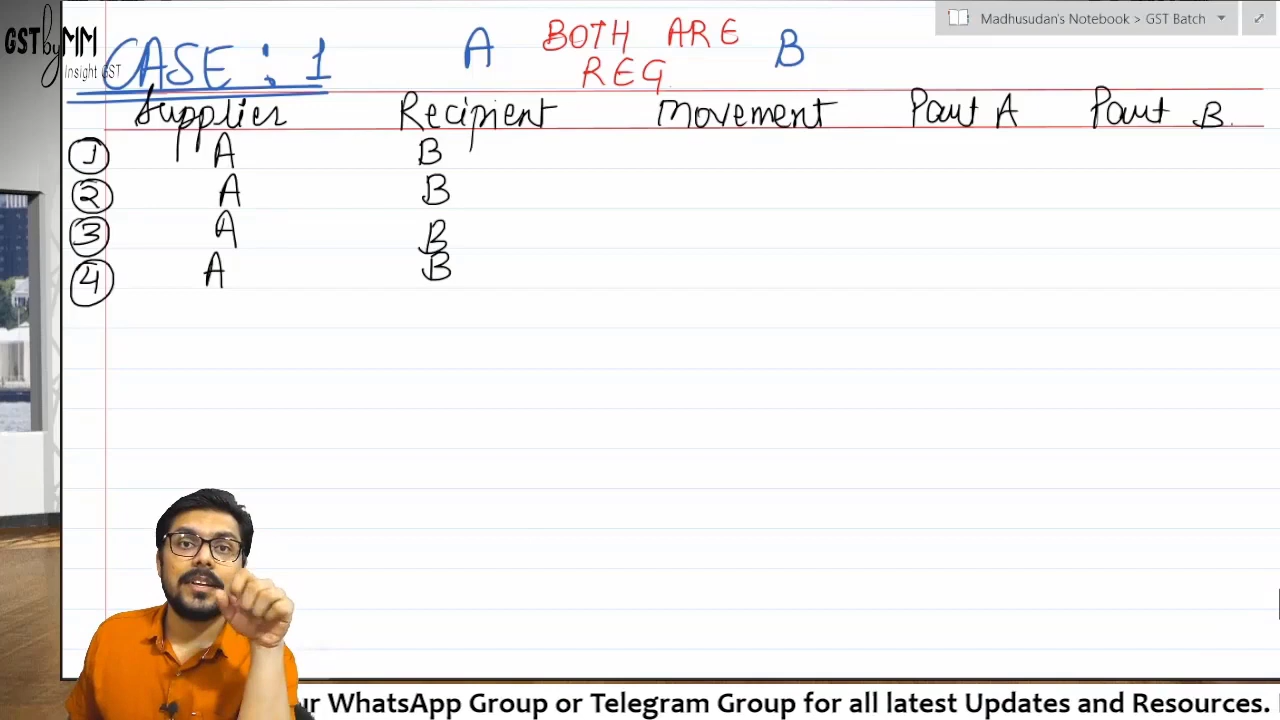 GST by MM
Insight GST
Madhusudan's Notebook > GST Batch
CASE : 1 A BOTH ARE REG B
Supplier Recipient Movement Part A Part B.
1 A B
2 A B
3 A B
4 A B
ur WhatsApp Group or Telegram Group for all latest Updates and Resources.